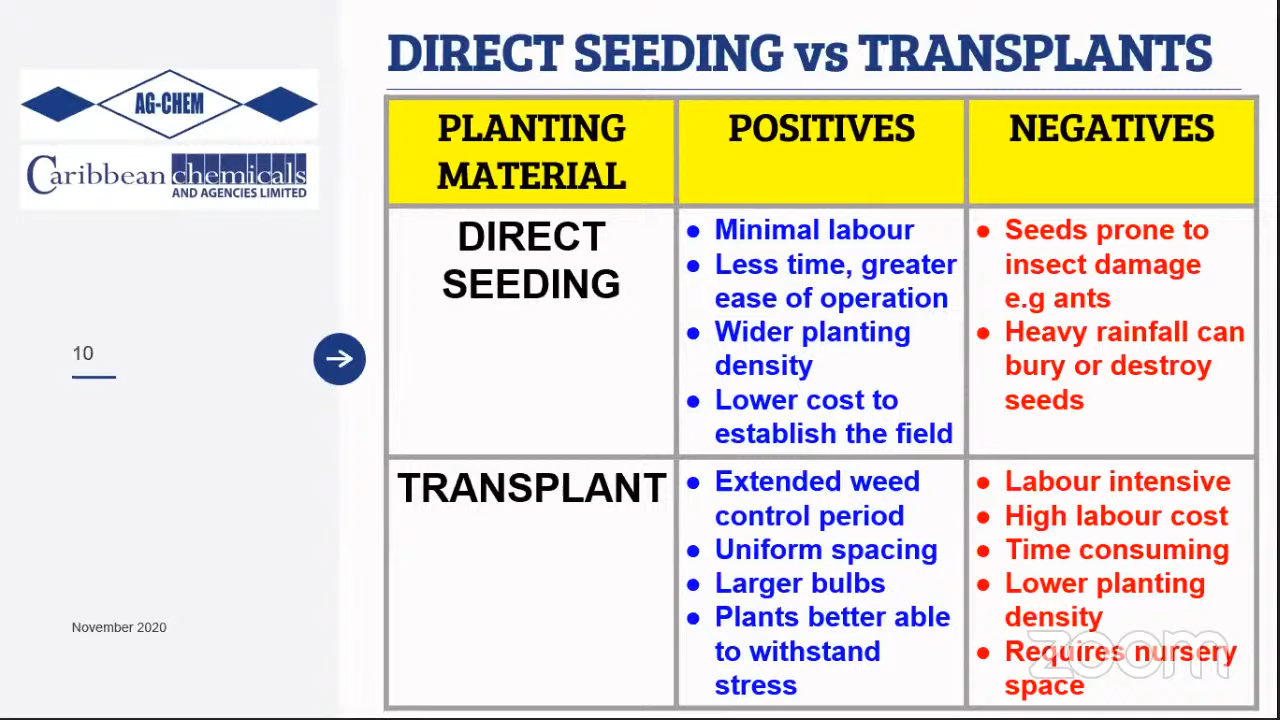 DIRECT SEEDING vs TRANSPLANTS
AG-CHEM
Caribbean chemicals
AND AGENCIES LIMITED
10
November 2020
PLANTING
MATERIAL
POSITIVES
NEGATIVES
DIRECT
SEEDING
● Minimal labour
● Less time, greater
ease of operation
● Wider planting
density
● Lower cost to
establish the field
● Seeds prone to
insect damage
e.g ants
● Heavy rainfall can
bury or destroy
seeds
TRANSPLANT
● Extended weed
control period
● Uniform spacing
● Larger bulbs
● Plants better able
to withstand
stress
● Labour intensive
● High labour cost
● Time consuming
● Lower planting
density
● Requires nursery
space
zoom